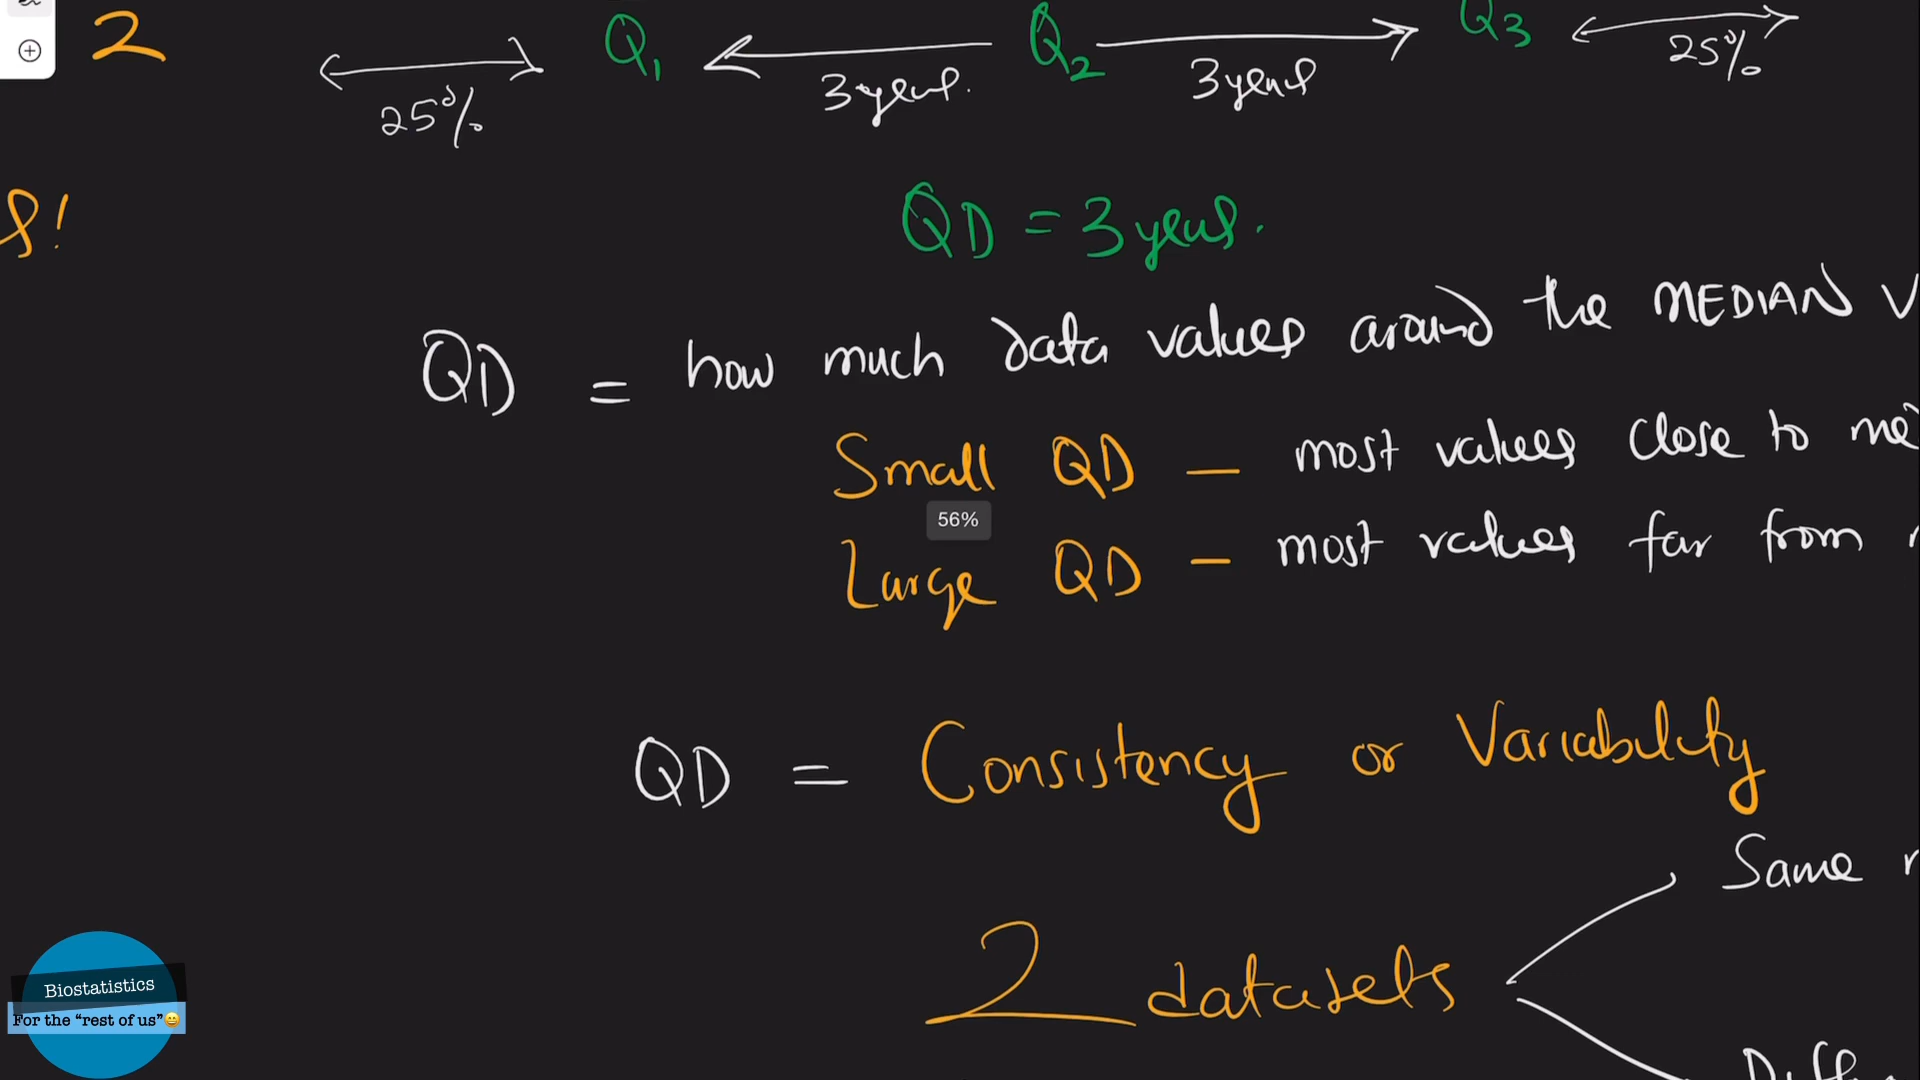 2
Q1 Q2 Q3
25% 3 years. 3 years 25%
QD = 3 years.
QD = how much data values around the MEDIAN V
Small QD — most values close to me
56%
Large QD — most values far from
QD = Consistency or Variability
Same
2 datasets
Diffe
Biostatistics
For the “rest of us”😄